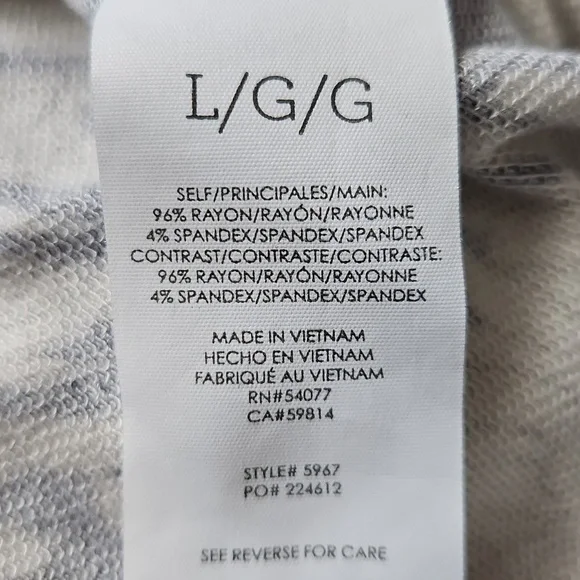 L/G/G
SELF/PRINCIPALES/MAIN:
96% RAYON/RAYÓN/RAYONNE
4% SPANDEX/SPANDEX/SPANDEX
CONTRAST/CONTRASTE/CONTRASTE:
96% RAYON/RAYÓN/RAYONNE
4% SPANDEX/SPANDEX/SPANDEX
MADE IN VIETNAM
HECHO EN VIETNAM
FABRIQUÉ AU VIETNAM
RN#54077
CA#59814
STYLE# 5967
PO# 224612
SEE REVERSE FOR CARE